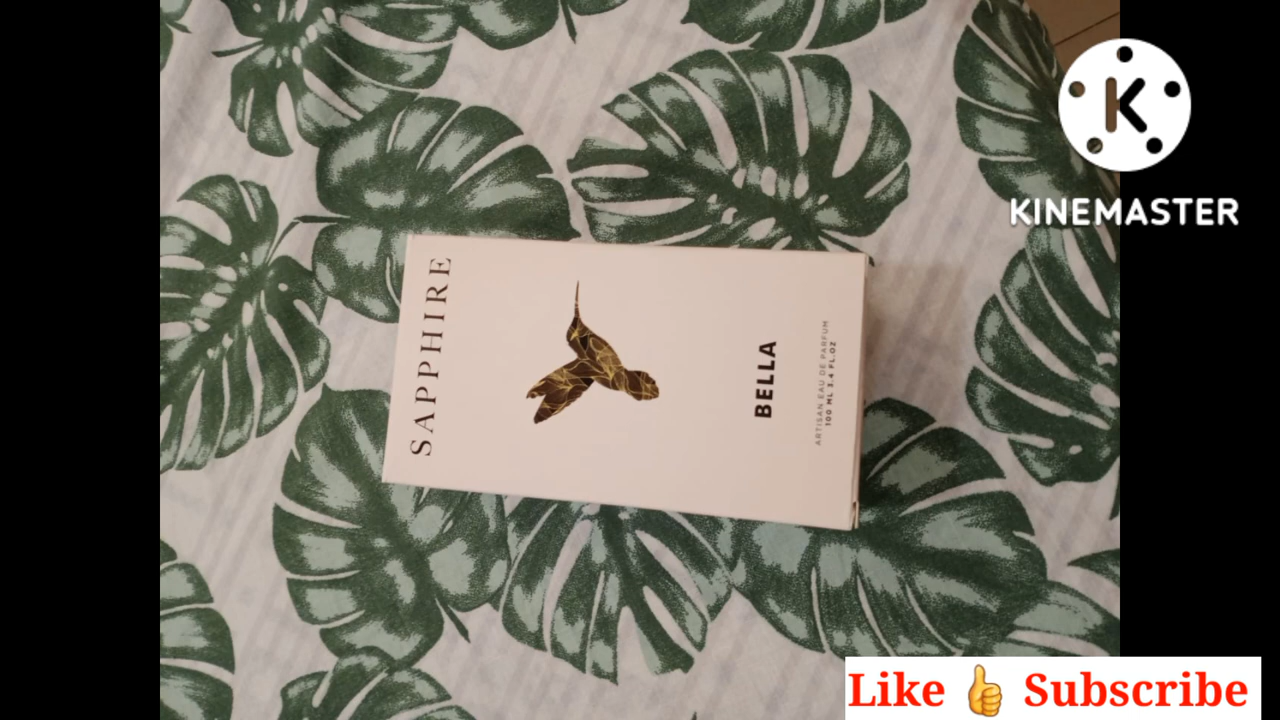 SAPPHIRE
BELLA
ARTISAN EAU DE PARFUM
100 ML 3.4 FL.OZ
K
KINEMASTER
Like 👍 Subscribe